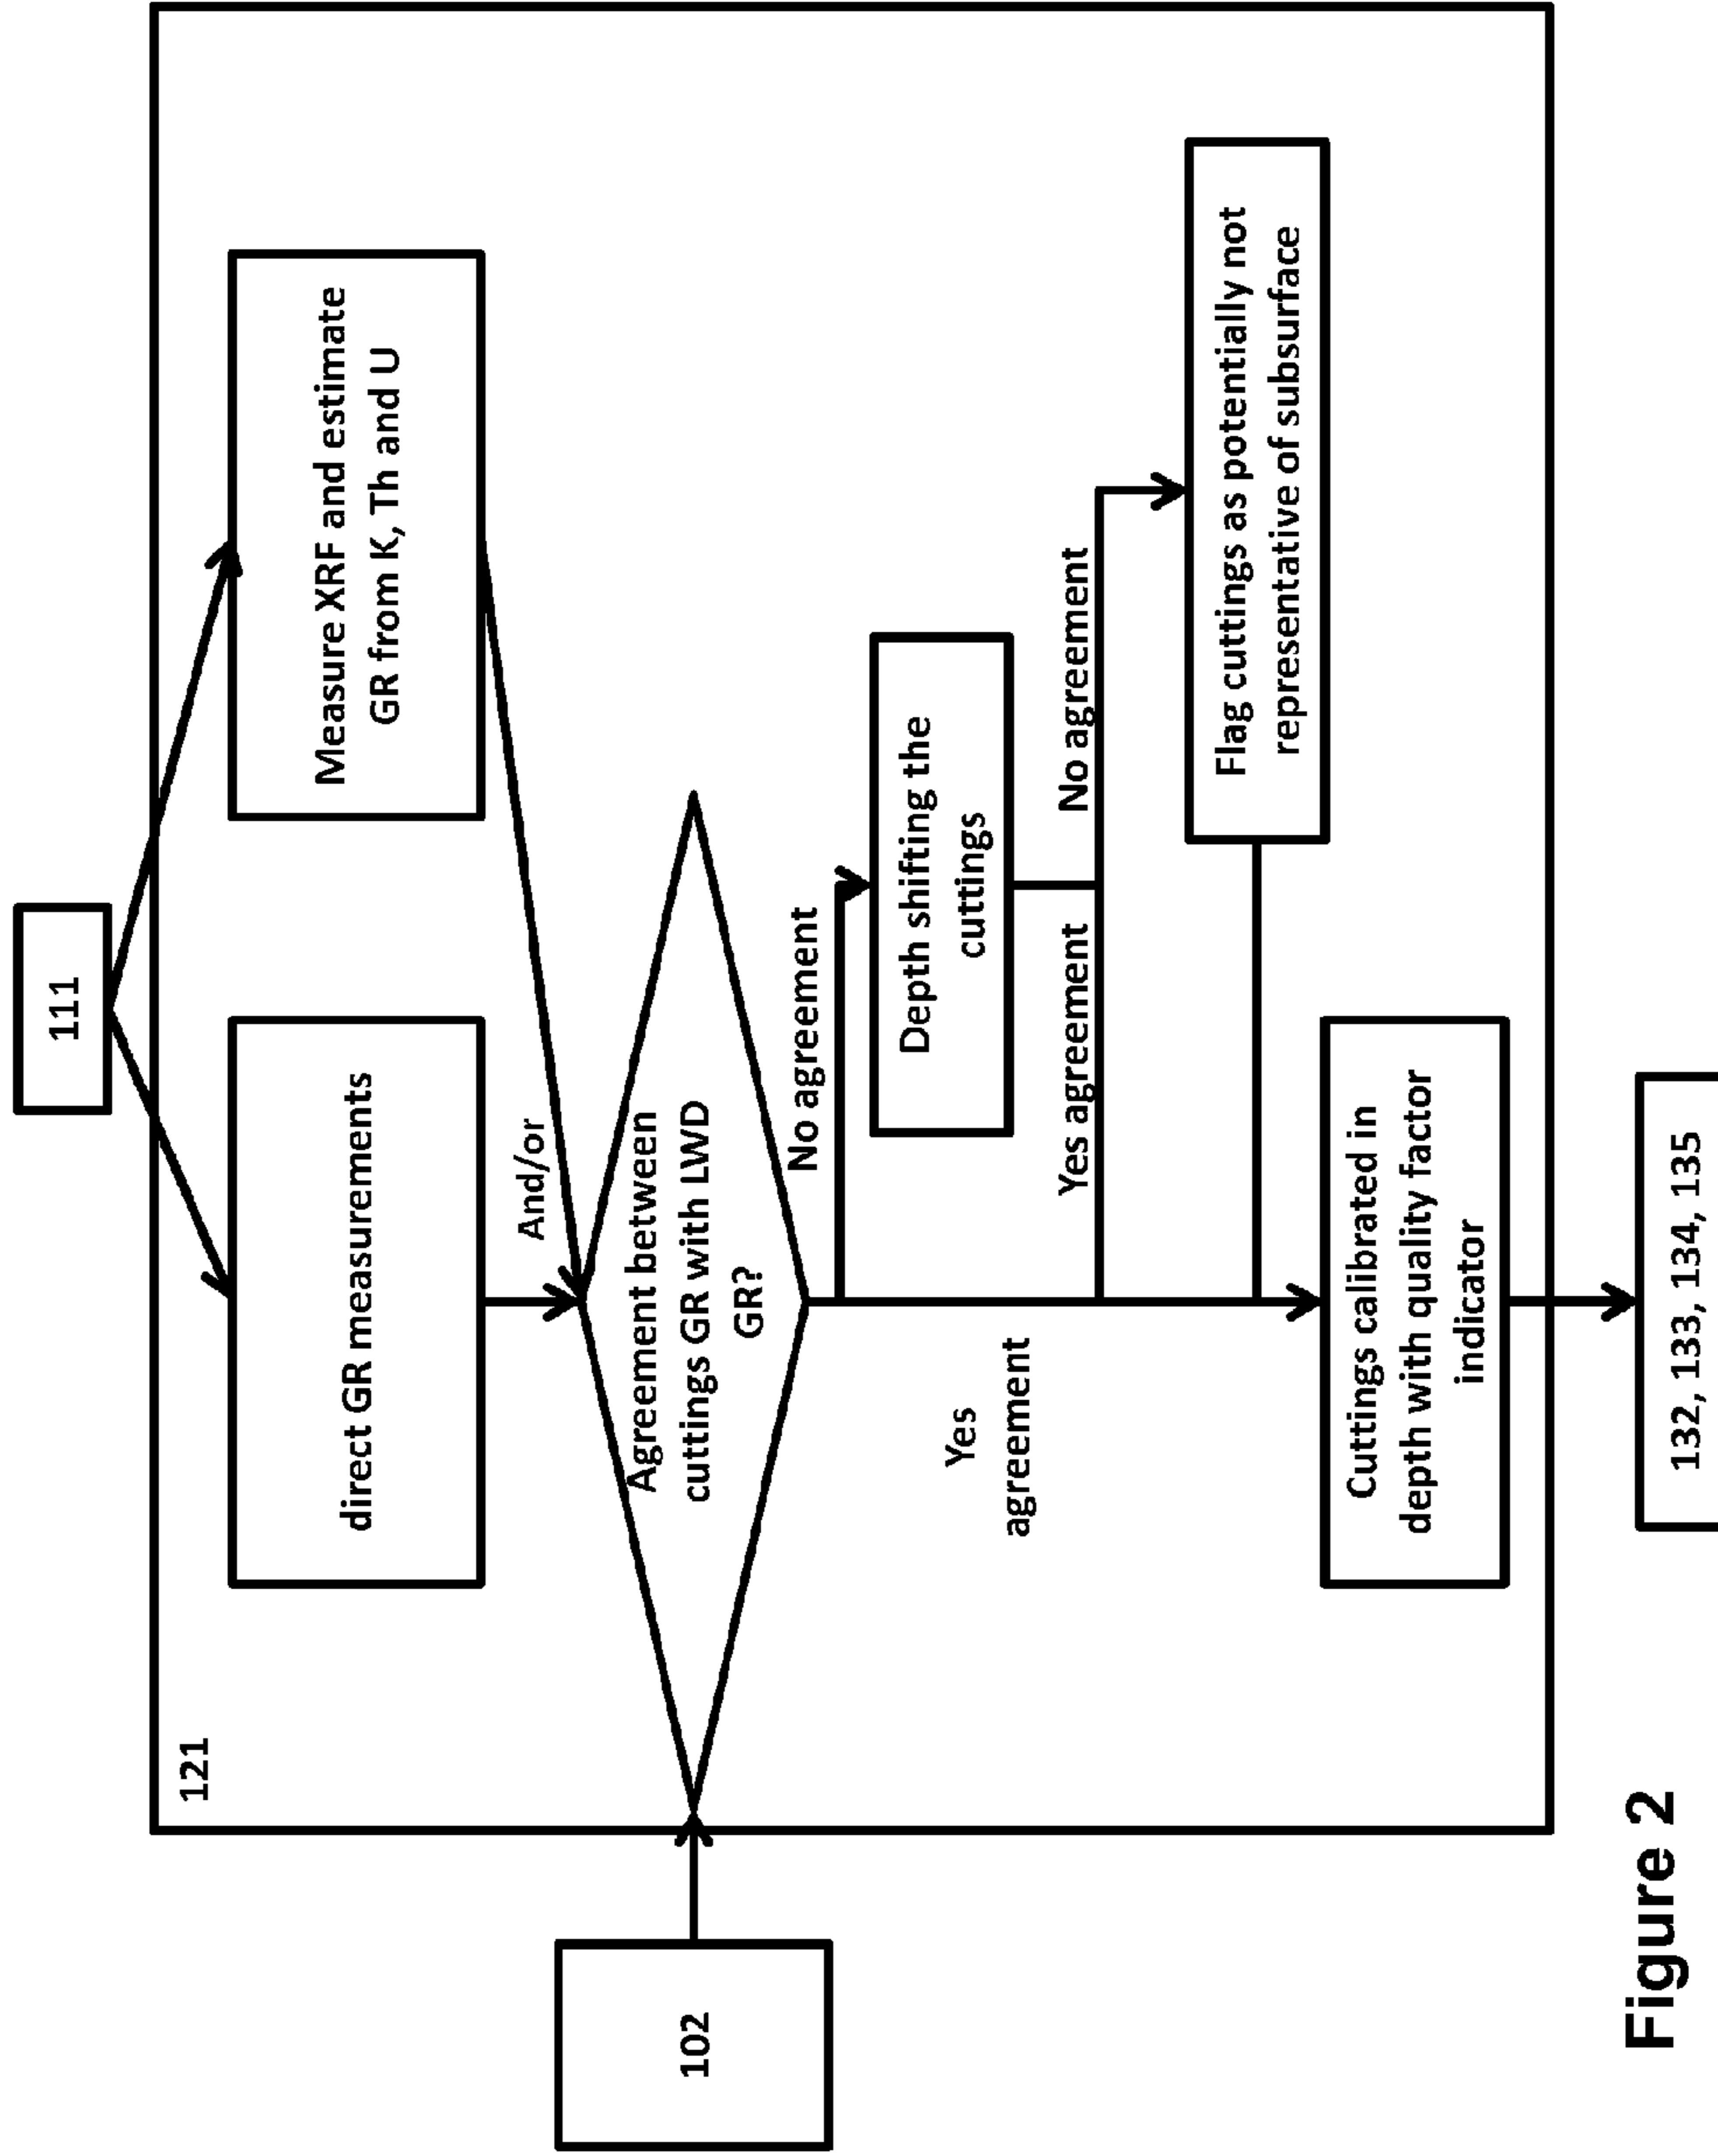 111
121
direct GR measurements
Measure XRF and estimate
GR from K, Th and U
And/or
102
Agreement between
cuttings GR with LWD
GR?
No agreement
Depth shifting the
cuttings
Yes
agreement
Yes agreement
No agreement
Flag cuttings as potentially not
representative of subsurface
Cuttings calibrated in
depth with quality factor
indicator
132, 133, 134, 135
Figure 2